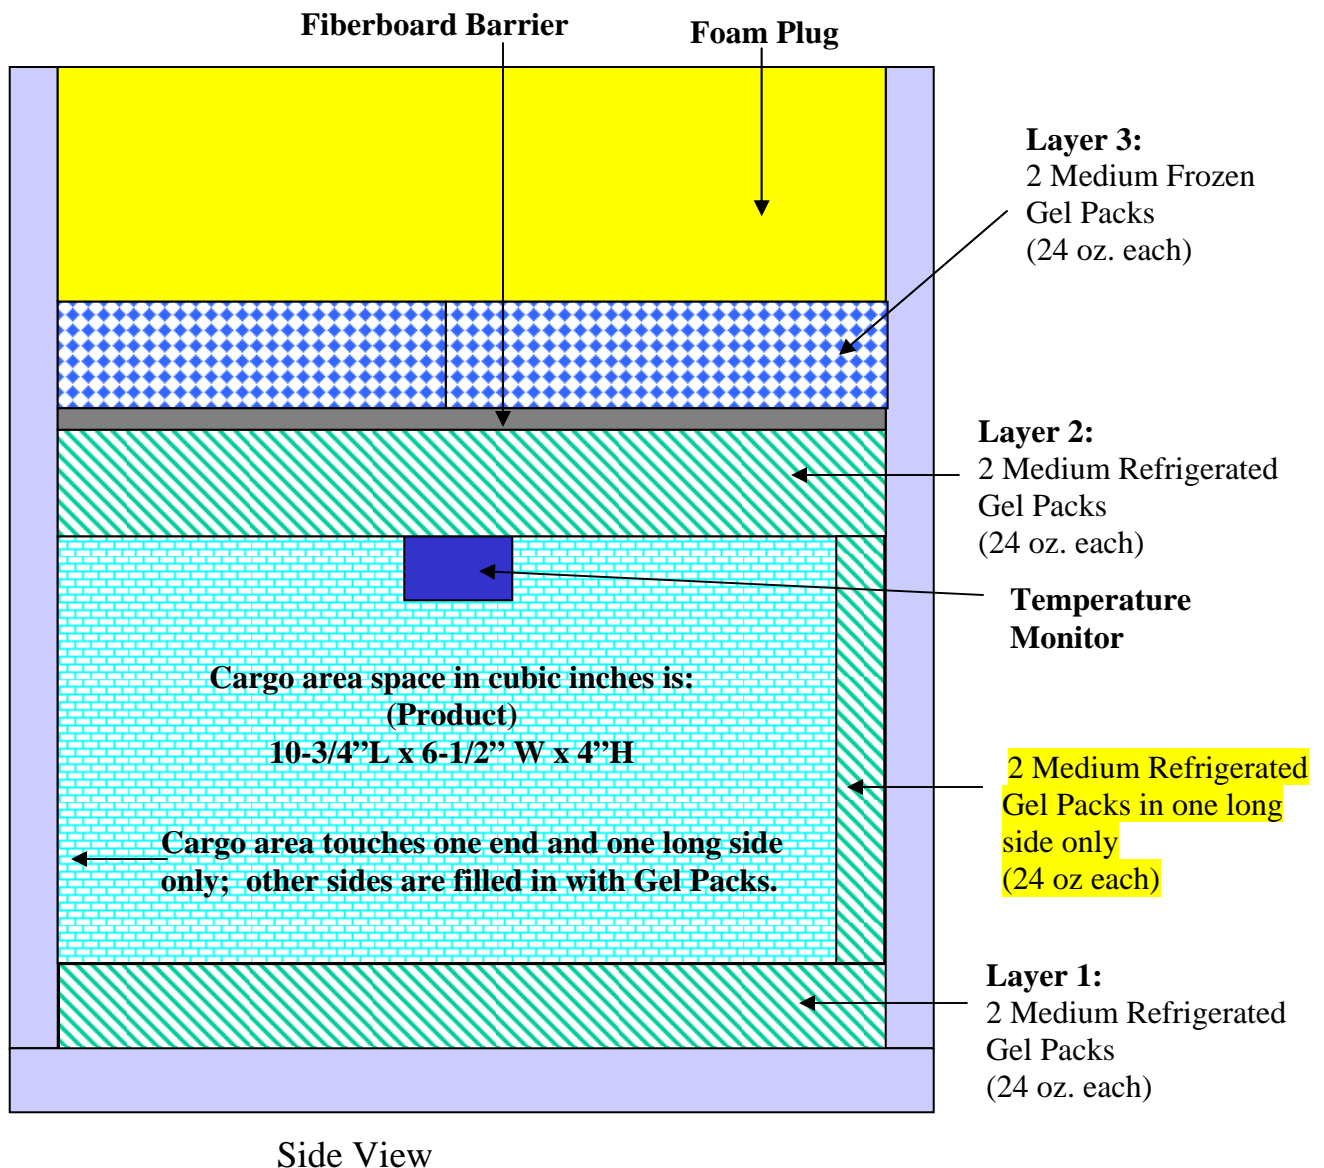 Fiberboard Barrier
Foam Plug
Layer 3:
2 Medium Frozen
Gel Packs
(24 oz. each)
Layer 2:
2 Medium Refrigerated
Gel Packs
(24 oz. each)
Temperature
Monitor
Cargo area space in cubic inches is:
(Product)
10-3/4”L x 6-1/2” W x 4”H
2 Medium Refrigerated
Gel Packs in one long
side only
(24 oz each)
Cargo area touches one end and one long side
only;  other sides are filled in with Gel Packs.
Layer 1:
2 Medium Refrigerated
Gel Packs
(24 oz. each)
Side View